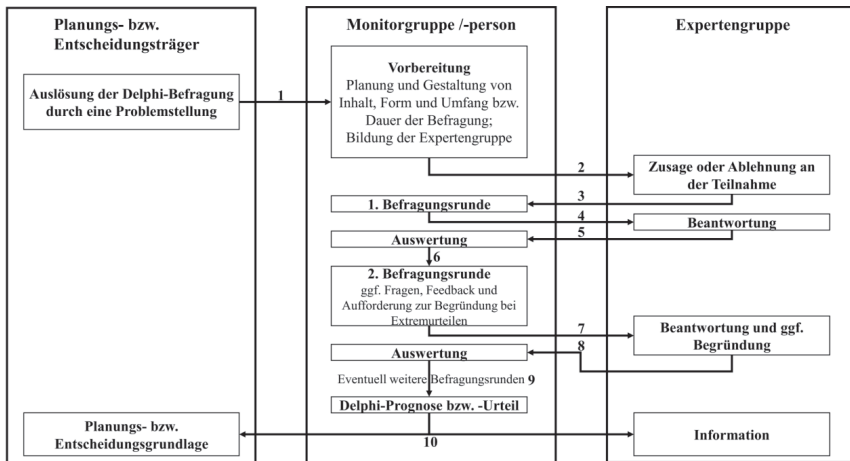 Planungs- bzw.
Entscheidungsträger
Monitorgruppe /-person
Expertengruppe
Auslösung der Delphi-Befragung
durch eine Problemstellung
1
Vorbereitung
Planung und Gestaltung von
Inhalt, Form und Umfang bzw.
Dauer der Befragung;
Bildung der Expertengruppe
2
Zusage oder Ablehnung an
der Teilnahme
3
1. Befragungsrunde
4
Beantwortung
5
Auswertung
6
2. Befragungsrunde
ggf. Fragen, Feedback und
Aufforderung zur Begründung bei
Extremurteilen
7
Beantwortung und ggf.
Begründung
8
Auswertung
Eventuell weitere Befragungsrunden 9
Delphi-Prognose bzw. -Urteil
Planungs- bzw.
Entscheidungsgrundlage
10
Information